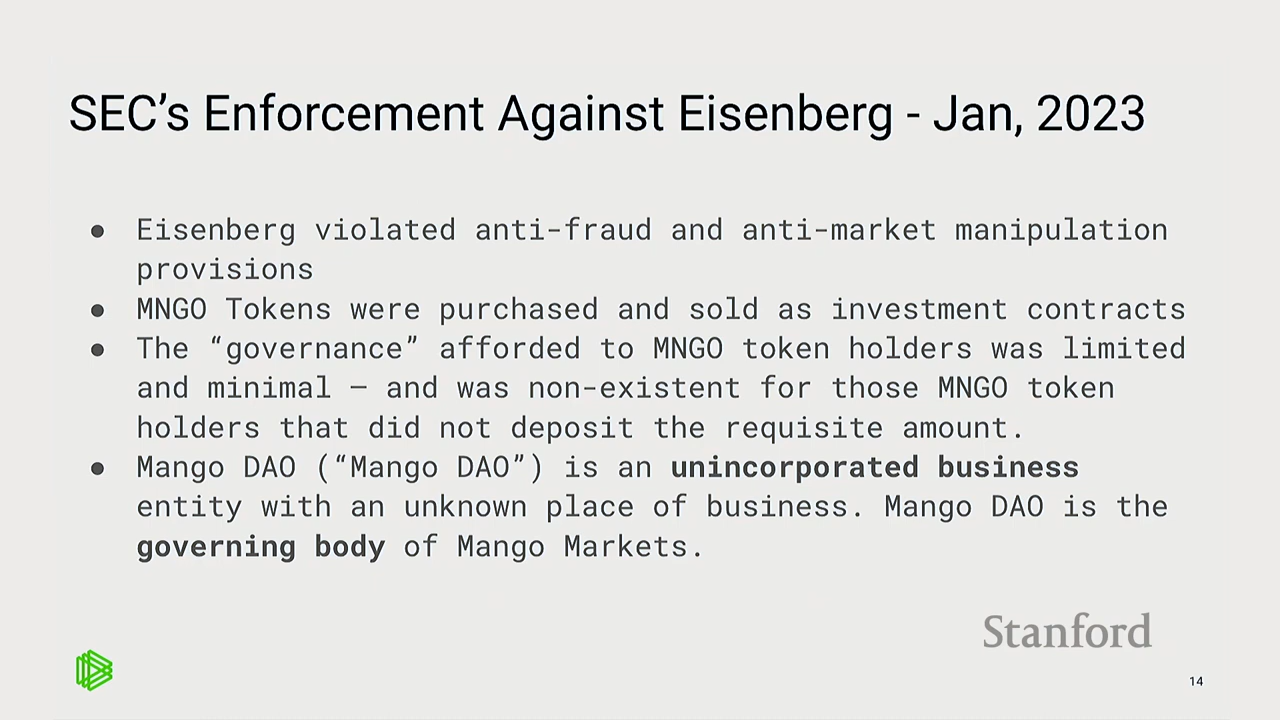 SEC’s Enforcement Against Eisenberg - Jan, 2023
● Eisenberg violated anti-fraud and anti-market manipulation
provisions
● MNGO Tokens were purchased and sold as investment contracts
● The “governance” afforded to MNGO token holders was limited
and minimal — and was non-existent for those MNGO token
holders that did not deposit the requisite amount.
● Mango DAO (“Mango DAO”) is an unincorporated business
entity with an unknown place of business. Mango DAO is the
governing body of Mango Markets.
Stanford
14